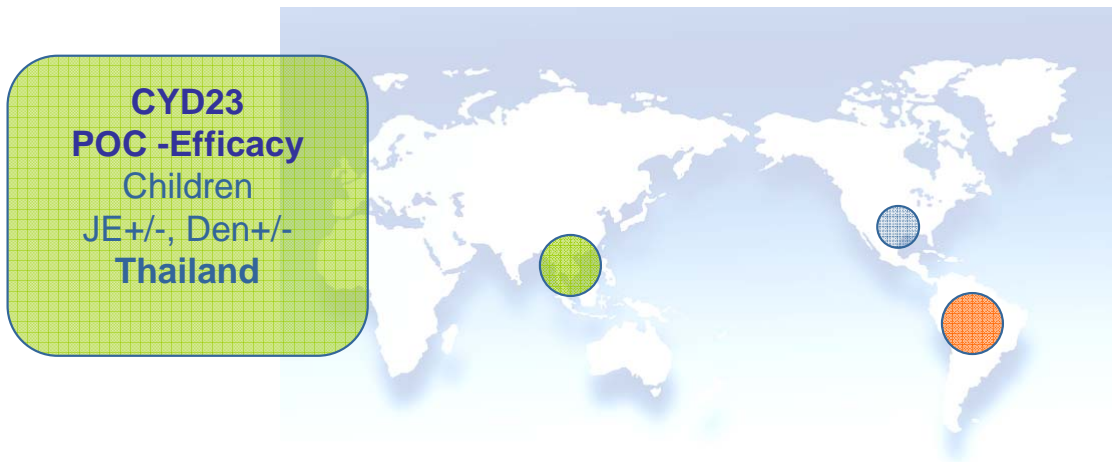 CYD23
POC -Efficacy
Children
JE+/-, Den+/-
Thailand